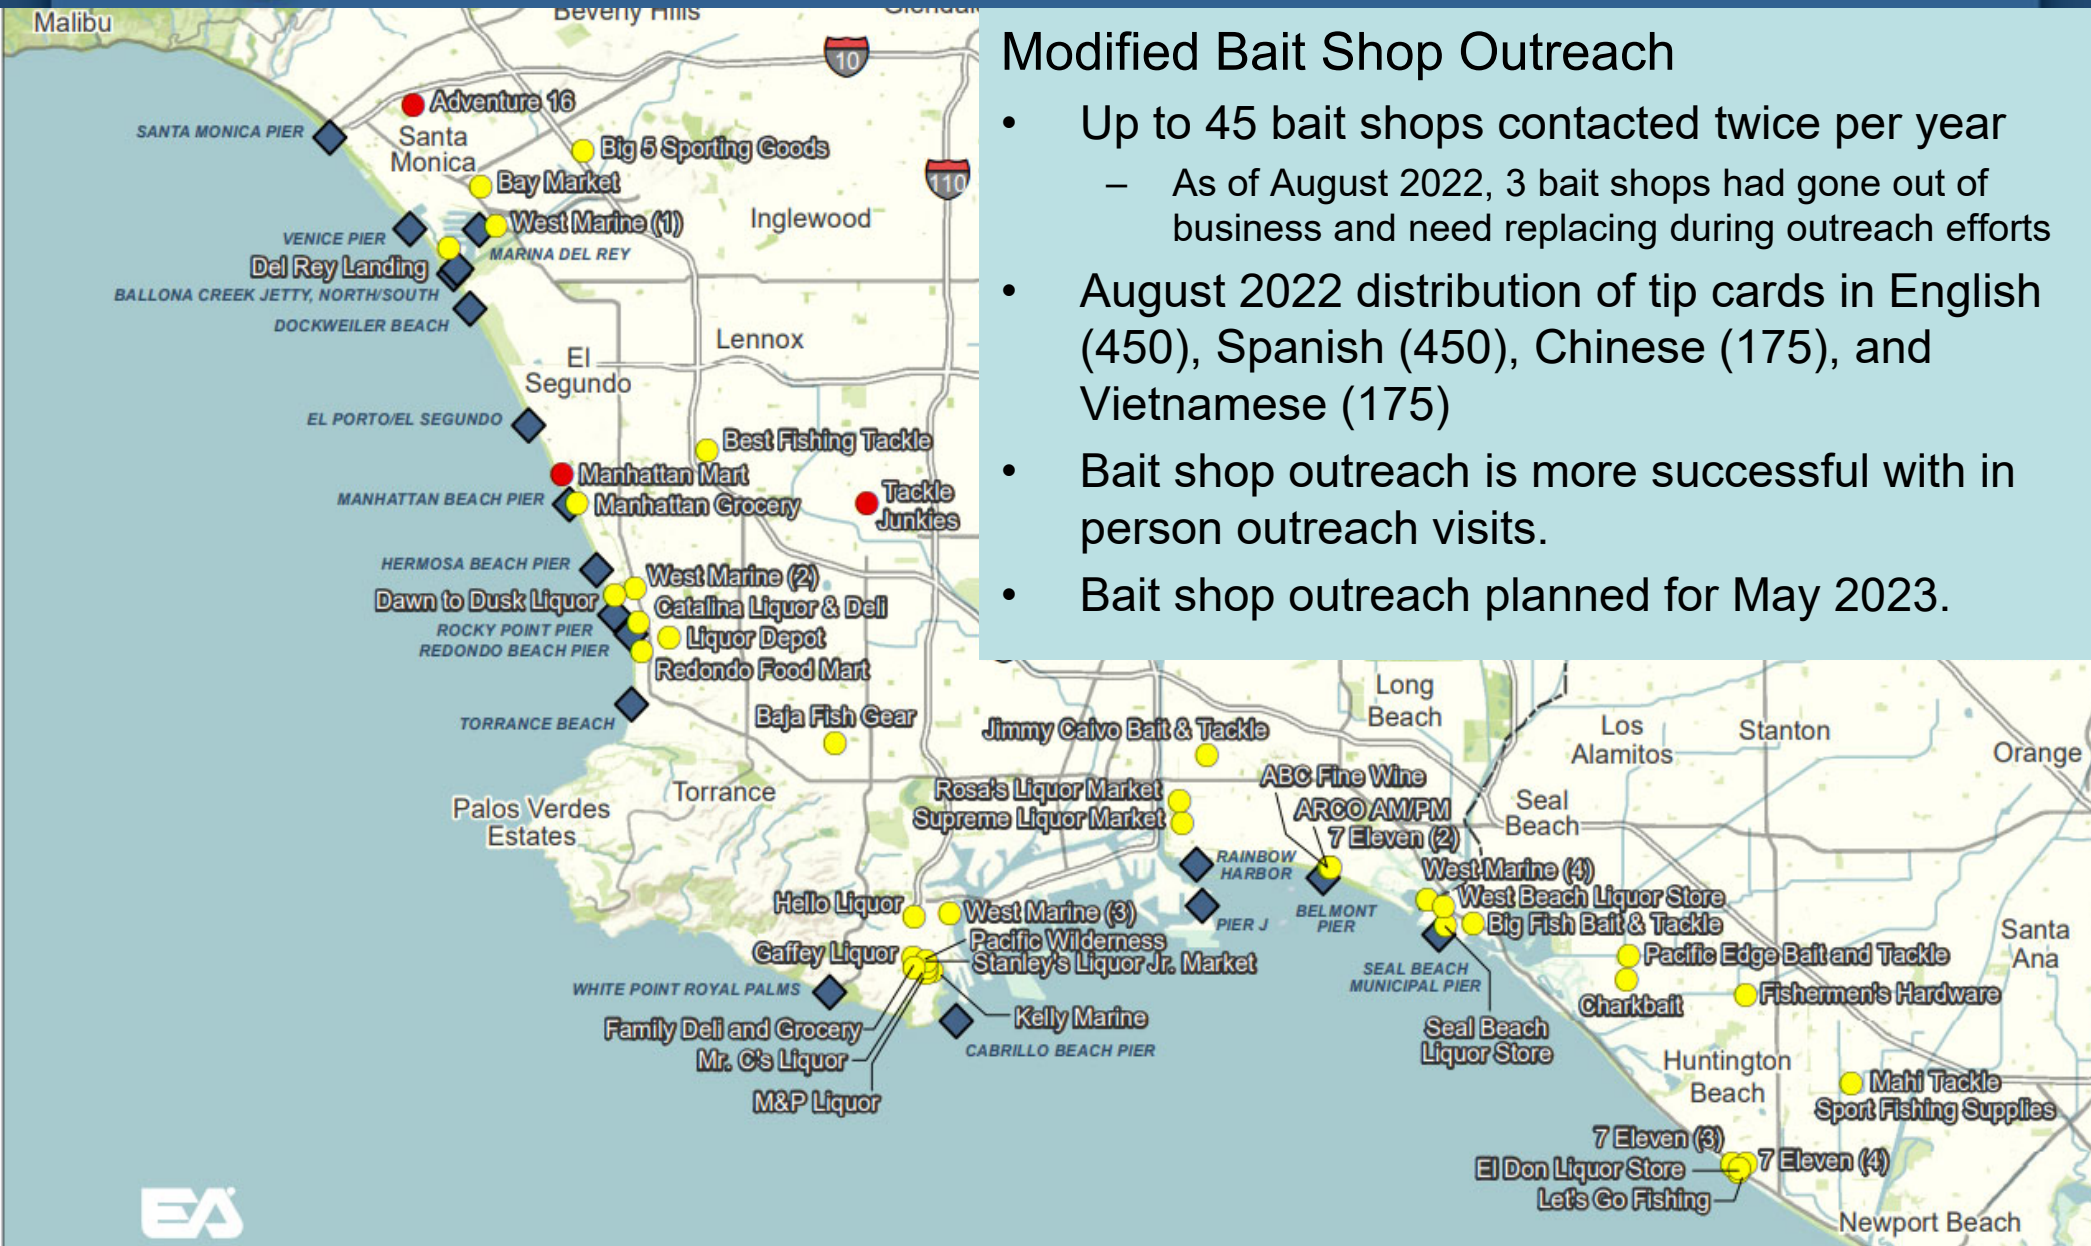 Malibu
Beverly Hills
10
Adventure 16
SANTA MONICA PIER
Santa
Monica
Big 5 Sporting Goods
Bay Market
110
West Marine (1)
Inglewood
VENICE PIER
MARINA DEL REY
Del Rey Landing
BALLONA CREEK JETTY, NORTH/SOUTH
DOCKWEILER BEACH
Lennox
El
Segundo
EL PORTO/EL SEGUNDO
Best Fishing Tackle
Manhattan Mart
MANHATTAN BEACH PIER
Manhattan Grocery
Tackle
Junkies
HERMOSA BEACH PIER
West Marine (2)
Dawn to Dusk Liquor
Catalina Liquor & Deli
ROCKY POINT PIER
Liquor Depot
REDONDO BEACH PIER
Redondo Food Mart
TORRANCE BEACH
Baja Fish Gear
Torrance
Palos Verdes
Estates
Modified Bait Shop Outreach
• Up to 45 bait shops contacted twice per year
– As of August 2022, 3 bait shops had gone out of
business and need replacing during outreach efforts
• August 2022 distribution of tip cards in English
(450), Spanish (450), Chinese (175), and
Vietnamese (175)
• Bait shop outreach is more successful with in
person outreach visits.
• Bait shop outreach planned for May 2023.
Long
Beach
Jimmy Calvo Bait & Tackle
Los
Alamitos
Stanton
Orange
ABC Fine Wine
Rosa's Liquor Market
ARCO AM/PM
Supreme Liquor Market
7 Eleven (2)
Seal
Beach
RAINBOW
HARBOR
West Marine (4)
West Beach Liquor Store
Big Fish Bait & Tackle
PIER J
BELMONT
PIER
Hello Liquor
West Marine (3)
Pacific Wilderness
Gaffey Liquor
Stanley's Liquor Jr. Market
WHITE POINT ROYAL PALMS
SEAL BEACH
MUNICIPAL PIER
Pacific Edge Bait and Tackle
Santa
Ana
Charkbait
Fishermen's Hardware
Family Deli and Grocery
Kelly Marine
Mr. C's Liquor
CABRILLO BEACH PIER
M&P Liquor
Seal Beach
Liquor Store
Huntington
Beach
Mahi Tackle
Sport Fishing Supplies
7 Eleven (3)
El Don Liquor Store
7 Eleven (4)
Let's Go Fishing
Newport Beach
EA